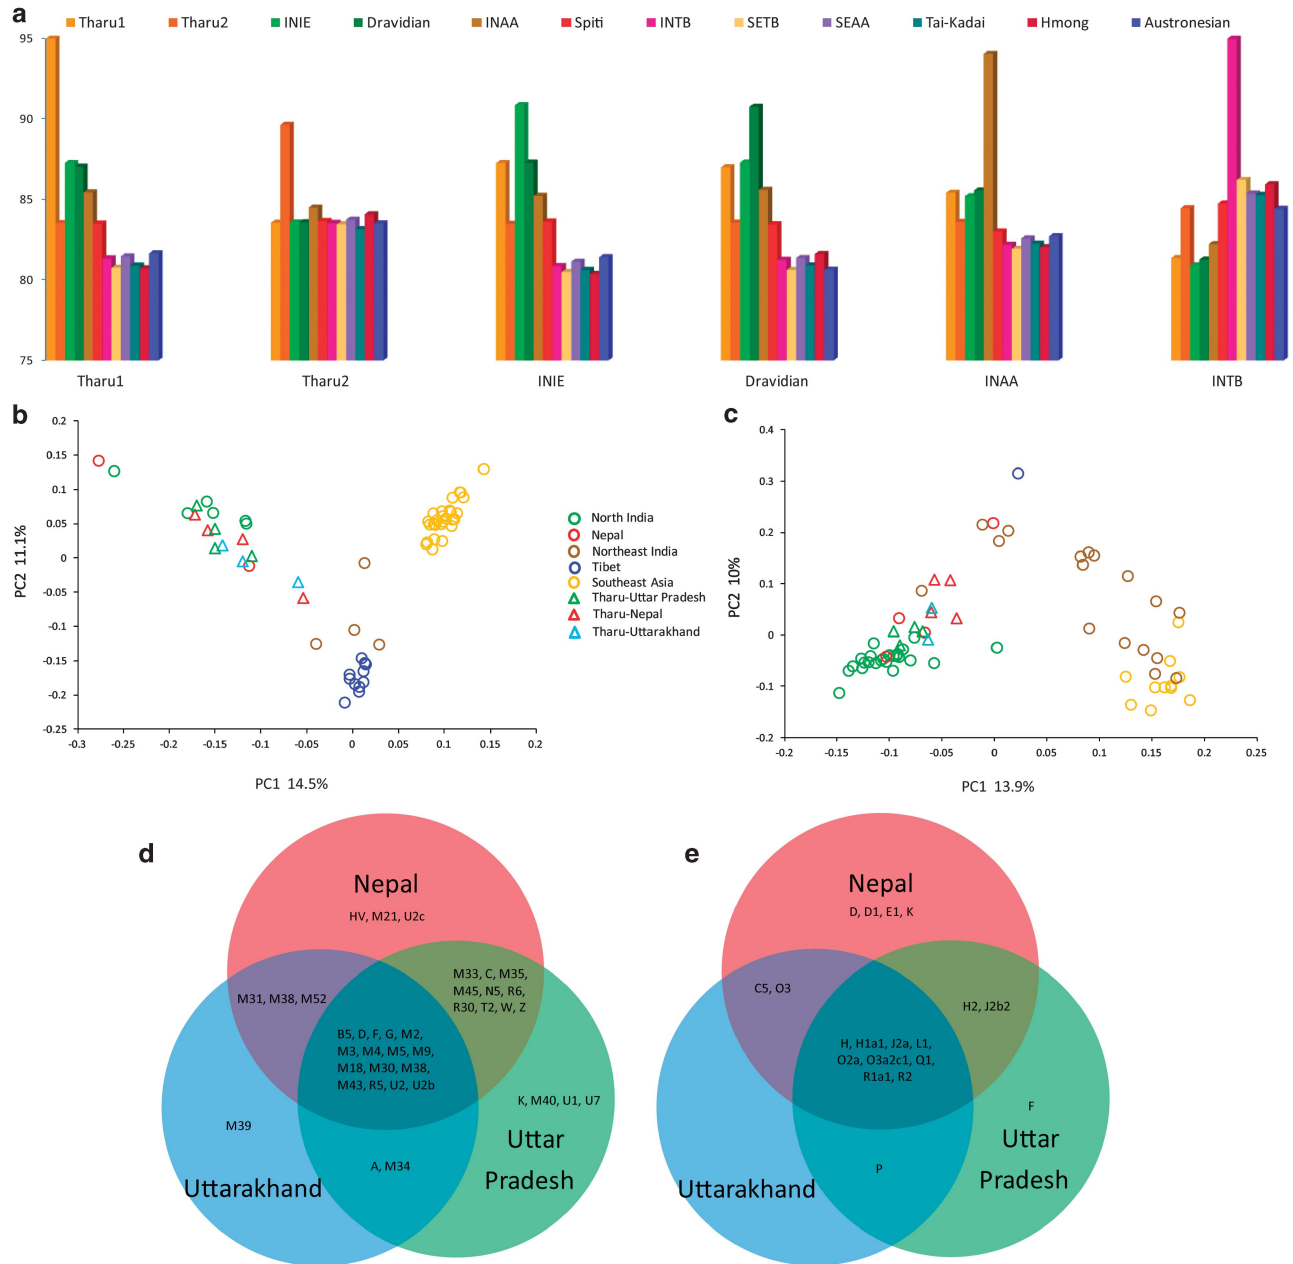 a
Tharu1 Tharu2 INIE Dravidian INAA Spiti INTB SETB SEAA Tai-Kadai Hmong Austronesian
95
90
85
80
75
Tharu1 Tharu2 INIE Dravidian INAA INTB
b
0.2
0.15
0.1
0.05
0
-0.05
-0.1
-0.15
-0.2
-0.25
PC2 11.1%
-0.3 -0.25 -0.2 -0.15 -0.1 -0.05 0 0.05 0.1 0.15 0.2
PC1 14.5%
North India
Nepal
Northeast India
Tibet
Southeast Asia
Tharu-Uttar Pradesh
Tharu-Nepal
Tharu-Uttarakhand
c
0.4
0.3
0.2
0.1
0
-0.1
-0.2
PC2 10%
-0.2 -0.15 -0.1 -0.05 0 0.05 0.1 0.15 0.2 0.25
PC1 13.9%
d
Nepal
HV, M21, U2c
M33, C, M35,
M45, N5, R6,
R30, T2, W, Z
M31, M38, M52
B5, D, F, G, M2,
M3, M4, M5, M9,
M18, M30, M38,
M43, R5, U2, U2b
K, M40, U1, U7
M39
Uttar
Pradesh
A, M34
Uttarakhand
e
Nepal
D, D1, E1, K
C5, O3
H2, J2b2
H, H1a1, J2a, L1,
O2a, O3a2c1, Q1,
R1a1, R2
F
Uttar
Pradesh
P
Uttarakhand